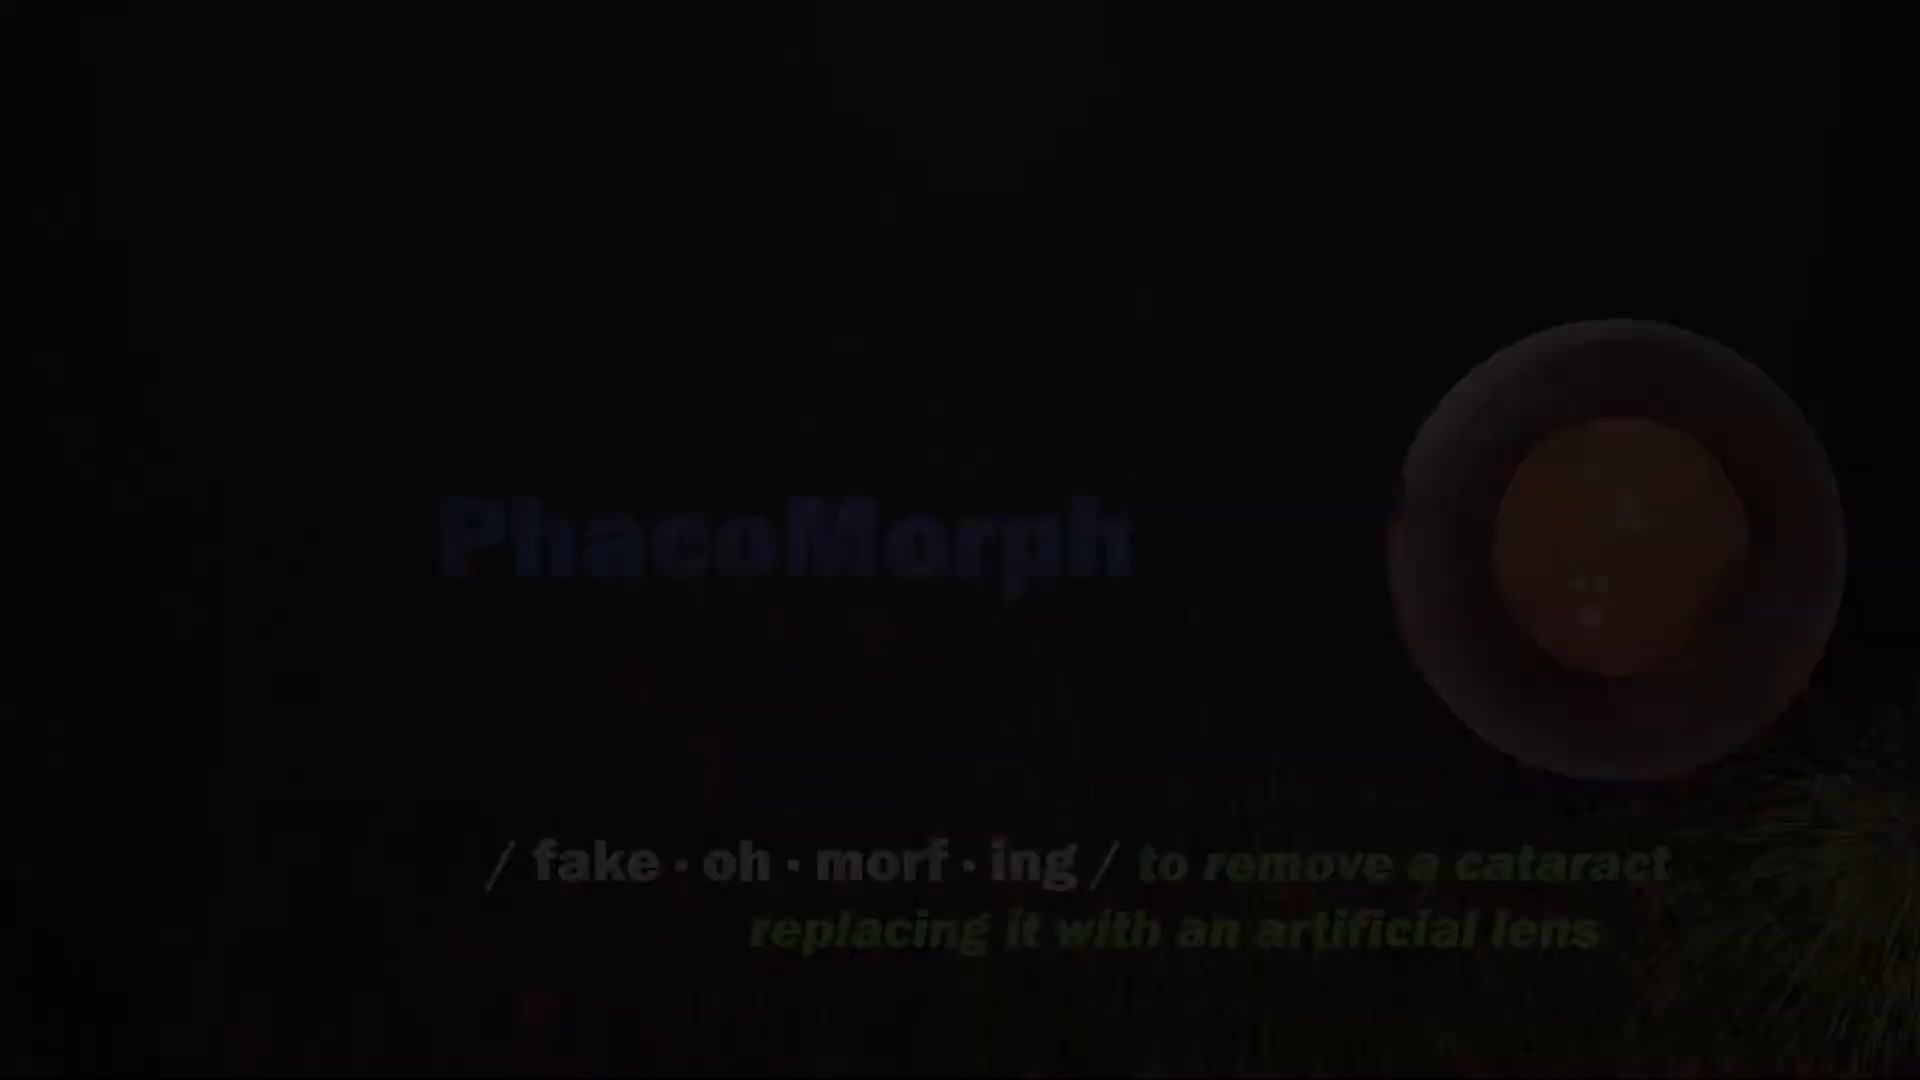 PhacoMorph
/ fake · oh · morf · ing / to remove a cataract
replacing it with an artificial lens